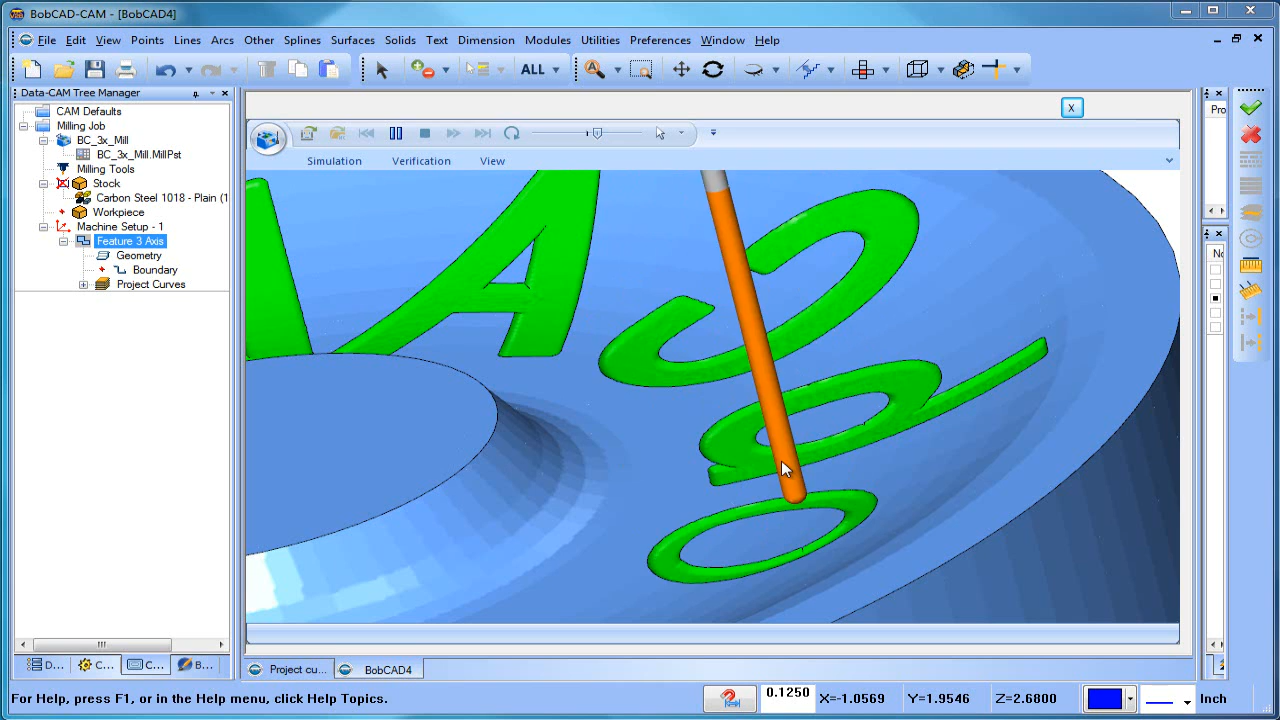 BobCAD-CAM - [BobCAD4]
File Edit View Points Lines Arcs Other Splines Surfaces Solids Text Dimension Modules Utilities Preferences Window Help
ALL
Data-CAM Tree Manager
CAM Defaults
Milling Job
BC_3x_Mill
BC_3x_Mill.MillPst
Milling Tools
Stock
Carbon Steel 1018 - Plain (1
Workpiece
Machine Setup - 1
Feature 3 Axis
Geometry
Boundary
Project Curves
X
Simulation Verification View
Pro
No
D... C... C... B...
Project cu... BobCAD4
For Help, press F1, or in the Help menu, click Help Topics.
0.1250 X=-1.0569 Y=1.9546 Z=2.6800 Inch